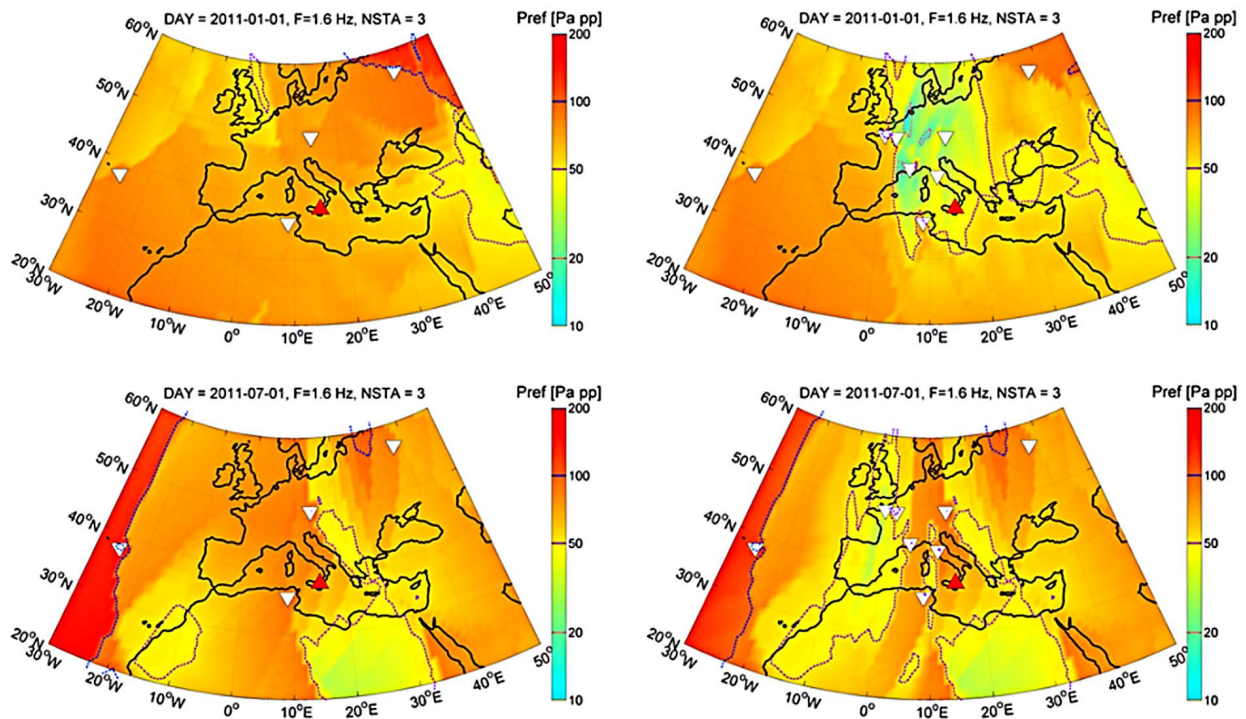 DAY = 2011-01-01, F=1.6 Hz, NSTA = 3
Pref [Pa pp]
200
100
50
20
10
60°N
50°N
40°N
30°N
20°N
30°W
20°W
10°W
0°
10°E
20°E
30°E
40°E
50°
DAY = 2011-01-01, F=1.6 Hz, NSTA = 3
Pref [Pa pp]
200
100
50
20
10
60°N
50°N
40°N
30°N
20°N
30°W
20°W
10°W
0°
10°E
20°E
30°E
40°E
50°
DAY = 2011-07-01, F=1.6 Hz, NSTA = 3
Pref [Pa pp]
200
100
50
20
10
60°N
50°N
40°N
30°N
20°N
30°W
20°W
10°W
0°
10°E
20°E
30°E
40°E
50°
DAY = 2011-07-01, F=1.6 Hz, NSTA = 3
Pref [Pa pp]
200
100
50
20
10
60°N
50°N
40°N
30°N
20°N
30°W
20°W
10°W
0°
10°E
20°E
30°E
40°E
50°